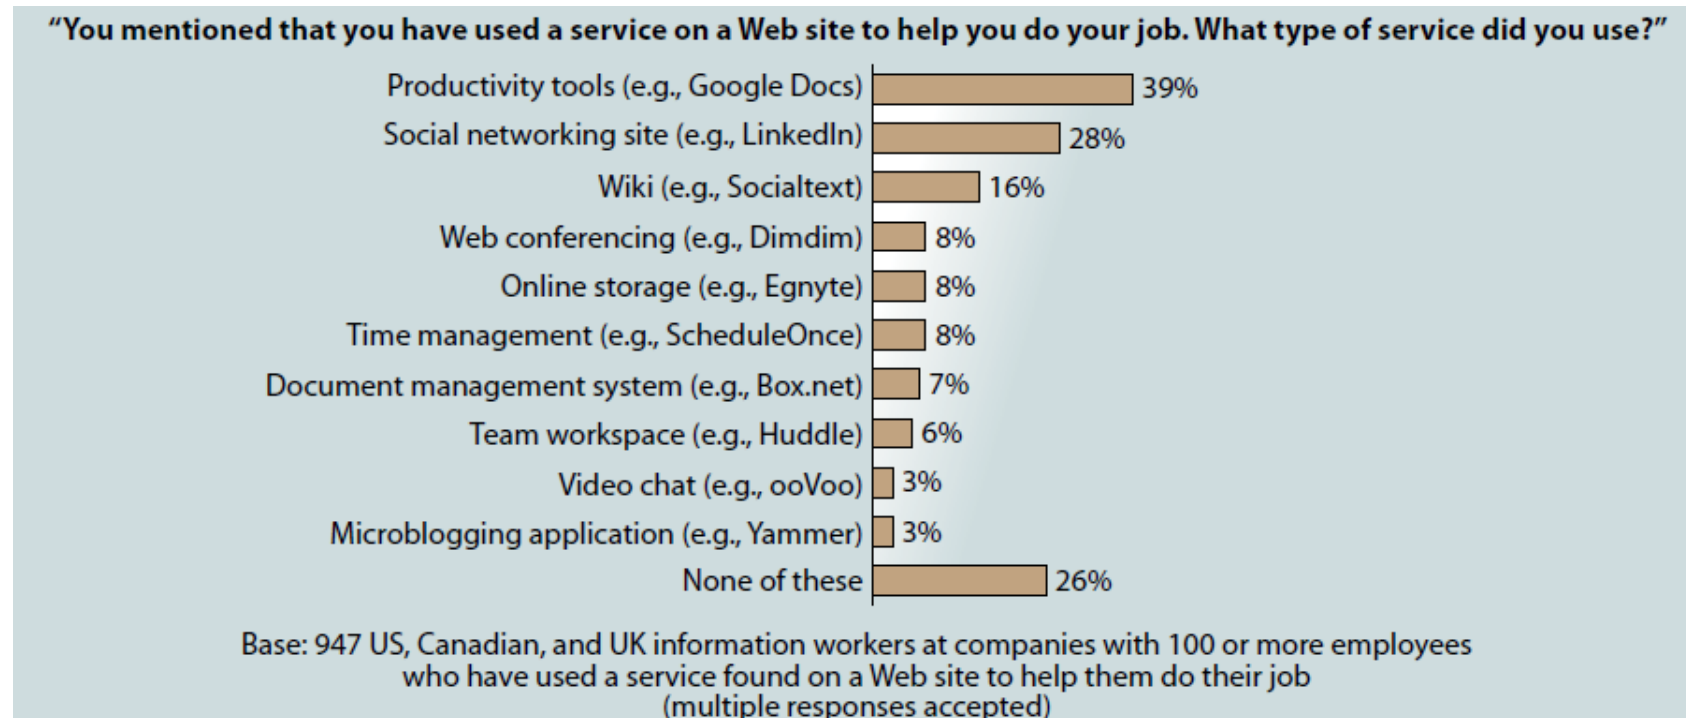 “You mentioned that you have used a service on a Web site to help you do your job. What type of service did you use?”
Productivity tools (e.g., Google Docs) 39%
Social networking site (e.g., LinkedIn) 28%
Wiki (e.g., Socialtext) 16%
Web conferencing (e.g., Dimdim) 8%
Online storage (e.g., Egnyte) 8%
Time management (e.g., ScheduleOnce) 8%
Document management system (e.g., Box.net) 7%
Team workspace (e.g., Huddle) 6%
Video chat (e.g., ooVoo) 3%
Microblogging application (e.g., Yammer) 3%
None of these 26%
Base: 947 US, Canadian, and UK information workers at companies with 100 or more employees
who have used a service found on a Web site to help them do their job
(multiple responses accepted)